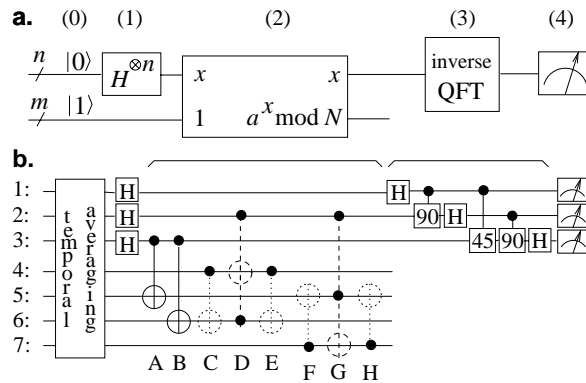 (0) (1) (2) (3) (4)
a.
n |0⟩ H⊗n x x inverse QFT
m |1⟩ 1 a^x mod N
b.
temporal averaging
1: H H
2: H 90 H
3: H 45 90 H
4:
5:
6:
7:
A B C D E F G H